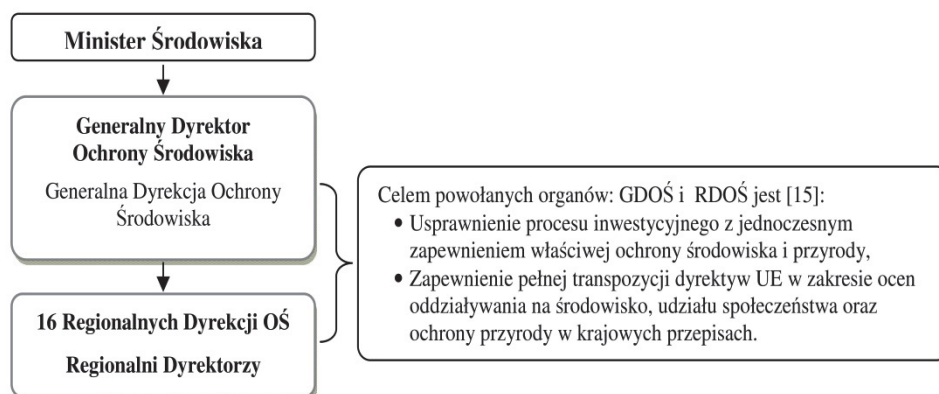 Minister Środowiska
Generalny Dyrektor
Ochrony Środowiska
Generalna Dyrekcja Ochrony
Środowiska
16 Regionalnych Dyrekcji OŚ
Regionalni Dyrektorzy
Celem powołanych organów: GDOŚ i RDOŚ jest [15]:
• Usprawnienie procesu inwestycyjnego z jednoczesnym
zapewnieniem właściwej ochrony środowiska i przyrody,
• Zapewnienie pełnej transpozycji dyrektyw UE w zakresie ocen
oddziaływania na środowisko, udziału społeczeństwa oraz
ochrony przyrody w krajowych przepisach.